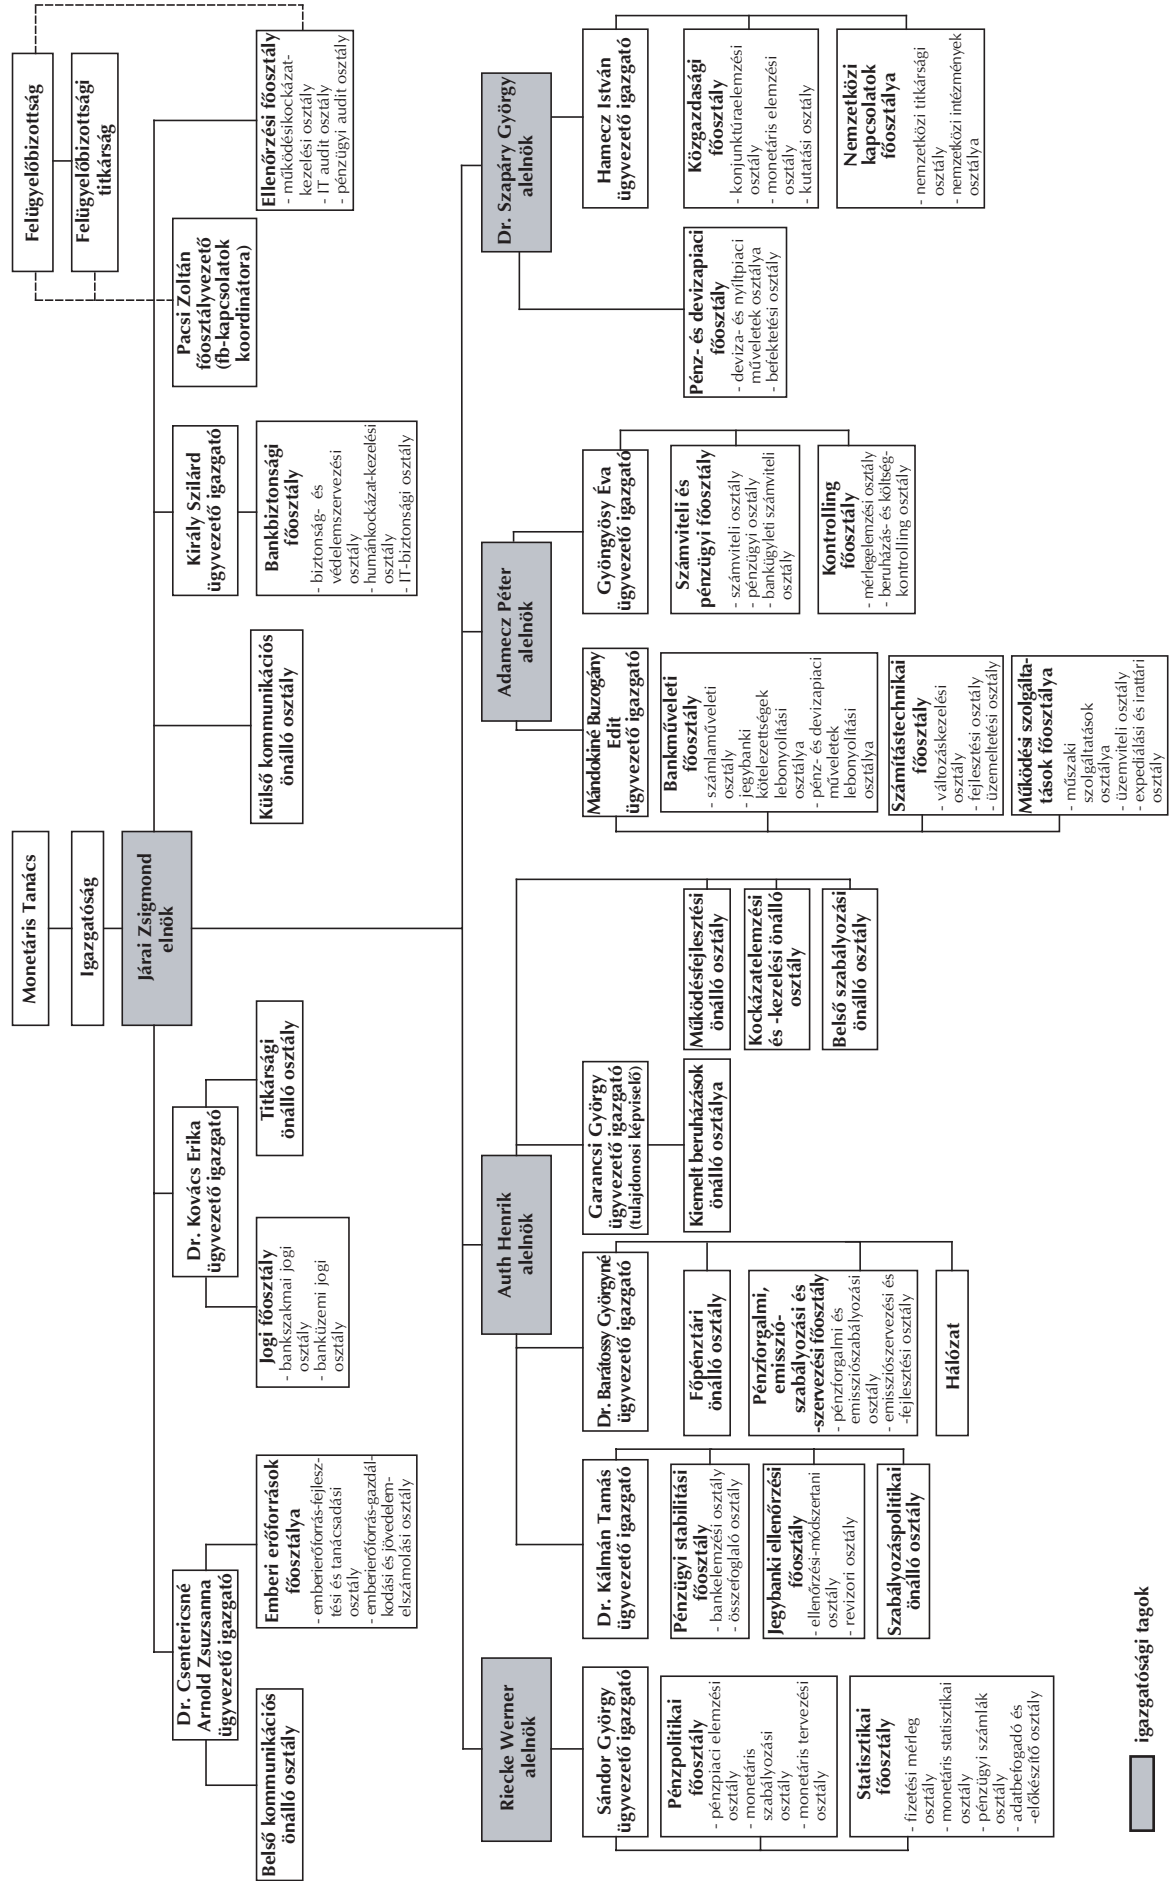 Monetáris Tanács
Igazgatóság
Járai Zsigmond
elnök
Felügyelőbizottság
Felügyelőbizottsági
titkárság
Dr. Csentericsné
Arnold Zsuzsanna
ügyvezető igazgató
Belső kommunikációs
önálló osztály
Emberi erőforrások
főosztálya
- emberierőforrás-fejlesz-
tési és tanácsadási
osztály
- emberierőforrás-gazdál-
kodási és jövedelem-
elszámolási osztály
Dr. Kovács Erika
ügyvezető igazgató
Jogi főosztály
- bankszakmai jogi
osztály
- banküzemi jogi
osztály
Titkársági
önálló osztály
Külső kommunikációs
önálló osztály
Király Szilárd
ügyvezető igazgató
Bankbiztonsági
főosztály
- biztonság- és
védelemszervezési
osztály
- humánkockázat-kezelési
osztály
- IT-biztonsági osztály
Pacsi Zoltán
főosztályvezető
(fb-kapcsolatok
koordinátora)
Ellenőrzési főosztály
- működésikockázat-
kezelési osztály
- IT audit osztály
- pénzügyi audit osztály
Riecke Werner
alelnök
Sándor György
ügyvezető igazgató
Pénzpolitikai
főosztály
- pénzpiaci elemzési
osztály
- monetáris
szabályozási
osztály
- monetáris tervezési
osztály
Statisztikai
főosztály
- fizetési mérleg
osztály
- monetáris statisztikai
osztály
- pénzügyi számlák
osztály
- adatbefogadó és
-előkészítő osztály
Auth Henrik
alelnök
Dr. Kálmán Tamás
ügyvezető igazgató
Pénzügyi stabilitási
főosztály
- bankelemzési osztály
- összefoglaló osztály
Jegybanki ellenőrzési
főosztály
- ellenőrzési-módszertani
osztály
- revizori osztály
Szabályozáspolitikai
önálló osztály
Dr. Barátossy Györgyné
ügyvezető igazgató
Főpénztári
önálló osztály
Pénzforgalmi,
emisszió-
szabályozási és
-szervezési főosztály
- pénzforgalmi és
emissziószabályozási
osztály
- emissziószervezési és
-fejlesztési osztály
Hálózat
Garancsi György
ügyvezető igazgató
(tulajdonosi képviselő)
Kiemelt beruházások
önálló osztálya
Működésfejlesztési
önálló osztály
Kockázatelemzési
és -kezelési önálló
osztály
Belső szabályozási
önálló osztály
Adamecz Péter
alelnök
Mándokiné Buzogány
Edit
ügyvezető igazgató
Bankműveleti
főosztály
- számlaműveleti
osztály
- jegybanki
kötelezettségek
lebonyolítási
osztálya
- pénz- és devizapiaci
műveletek
lebonyolítási
osztálya
Számítástechnikai
főosztály
- változáskezelési
osztály
- fejlesztési osztály
- üzemeltetési osztály
Működési szolgálta-
tások főosztálya
- műszaki
szolgáltatások
osztálya
- üzemviteli osztály
- expediálási és irattári
osztály
Gyöngyösy Éva
ügyvezető igazgató
Számviteli és
pénzügyi főosztály
- számviteli osztály
- pénzügyi osztály
- bankügyleti számviteli
osztály
Kontrolling
főosztály
- mérlegelemzési osztály
- beruházás- és költség-
kontrolling osztály
Dr. Szapáry György
alelnök
Pénz- és devizapiaci
főosztály
- deviza- és nyíltpiaci
műveletek osztálya
- befektetési osztály
Hamecz István
ügyvezető igazgató
Közgazdasági
főosztály
- konjunktúraelemzési
osztály
- monetáris elemzési
osztály
- kutatási osztály
Nemzetközi
kapcsolatok
főosztálya
- nemzetközi titkársági
osztály
- nemzetközi intézmények
osztálya
igazgatósági tagok